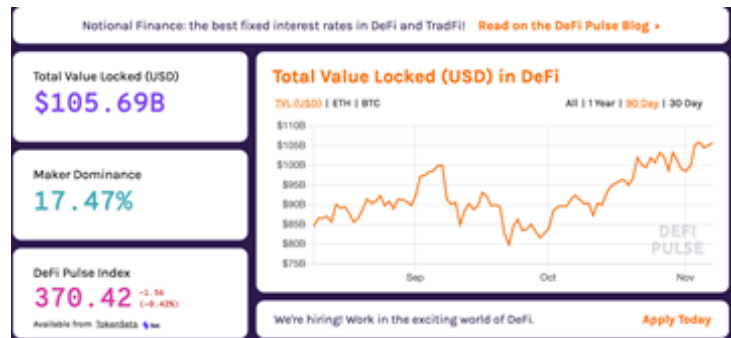 Notional Finance: the best fixed interest rates in DeFi and TradFi! Read on the DeFi Pulse Blog
Total Value Locked (USD)
$105.69B
Maker Dominance
17.47%
DeFi Pulse Index
370.42 -1.56 (-0.42%)
Available from TokenSets
Total Value Locked (USD) in DeFi
TVL (USD) | ETH | BTC
All | 1 Year | 90 Day | 30 Day
$110B
$105B
$100B
$95B
$90B
$85B
$80B
$75B
Sep Oct Nov
DEFI
PULSE
We're hiring! Work in the exciting world of DeFi. Apply Today